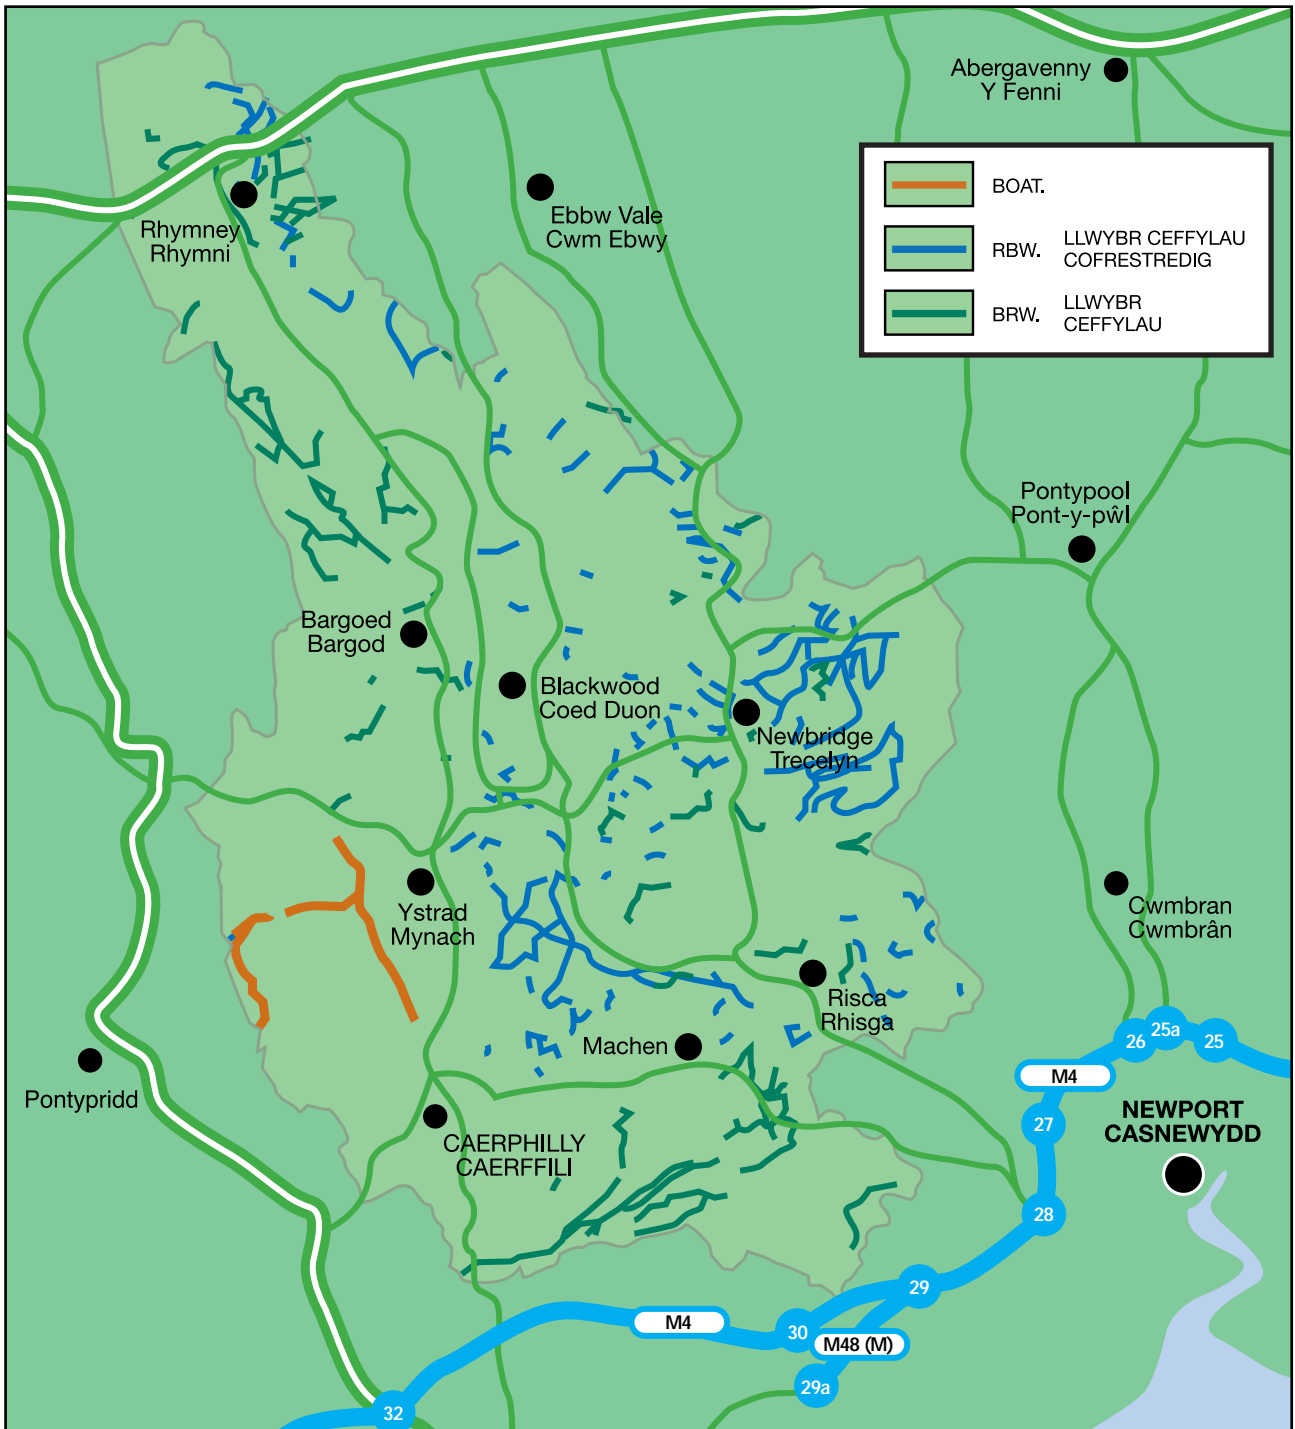 Abergavenny
Y Fenni
BOAT.
RBW. LLWYBR CEFFYLAU
COFRESTREDIG
BRW. LLWYBR
CEFFYLAU
Rhymney
Rhymni
Ebbw Vale
Cwm Ebwy
Pontypool
Pont-y-pŵl
Bargoed
Bargod
Blackwood
Coed Duon
Newbridge
Trecelyn
Ystrad
Mynach
Cwmbran
Cwmbrân
Risca
Rhisga
Machen
Pontypridd
CAERPHILLY
CAERFFILI
26
25a
25
M4
27
NEWPORT
CASNEWYDD
28
29
M4
30
M48 (M)
29a
32